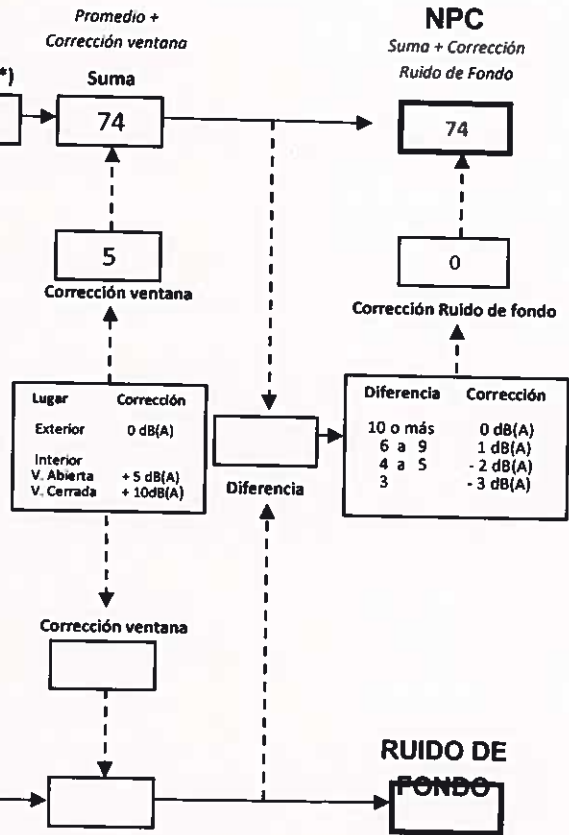 Promedio +
Corrección ventana
NPC
Suma + Corrección
Ruido de Fondo
*)
Suma
74
74
5
0
Corrección ventana
Corrección Ruido de fondo
Lugar Corrección
Exterior 0 dB(A)
Interior
V. Abierta + 5 dB(A)
V. Cerrada + 10dB(A)
Diferencia
Diferencia Corrección
10 o más 0 dB(A)
6 a 9 1 dB(A)
4 a 5 - 2 dB(A)
3 - 3 dB(A)
Corrección ventana
RUIDO DE
FONDO